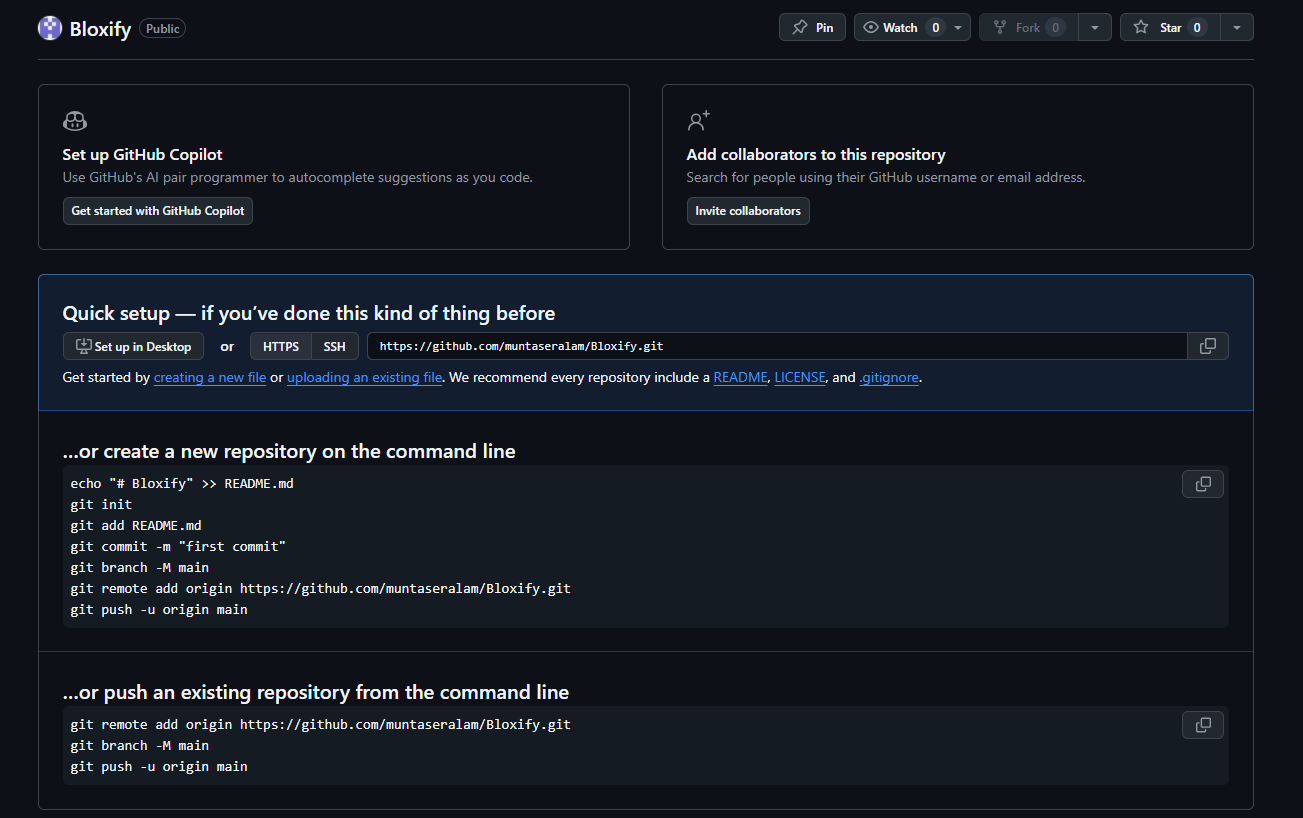 Bloxify Public Pin Watch 0 Fork 0 Star 0
Set up GitHub Copilot
Use GitHub's AI pair programmer to autocomplete suggestions as you code.
Get started with GitHub Copilot
Add collaborators to this repository
Search for people using their GitHub username or email address.
Invite collaborators
Quick setup — if you’ve done this kind of thing before
Set up in Desktop or HTTPS SSH https://github.com/muntaseralam/Bloxify.git
Get started by creating a new file or uploading an existing file. We recommend every repository include a README, LICENSE, and .gitignore.
…or create a new repository on the command line
echo "# Bloxify" >> README.md
git init
git add README.md
git commit -m "first commit"
git branch -M main
git remote add origin https://github.com/muntaseralam/Bloxify.git
git push -u origin main
…or push an existing repository from the command line
git remote add origin https://github.com/muntaseralam/Bloxify.git
git branch -M main
git push -u origin main